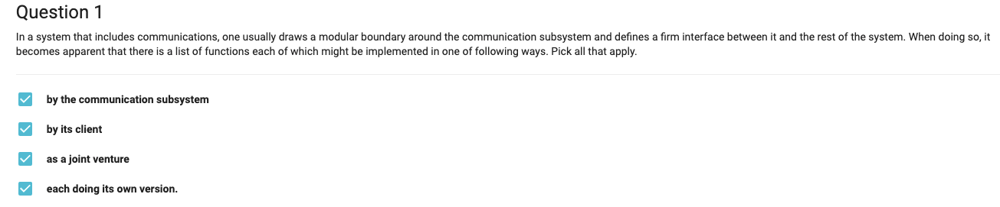 Question 1
In a system that includes communications, one usually draws a modular boundary around the communication subsystem and defines a firm interface between it and the rest of the system. When doing so, it
becomes apparent that there is a list of functions each of which might be implemented in one of following ways. Pick all that apply.
by the communication subsystem
by its client
as a joint venture
each doing its own version.